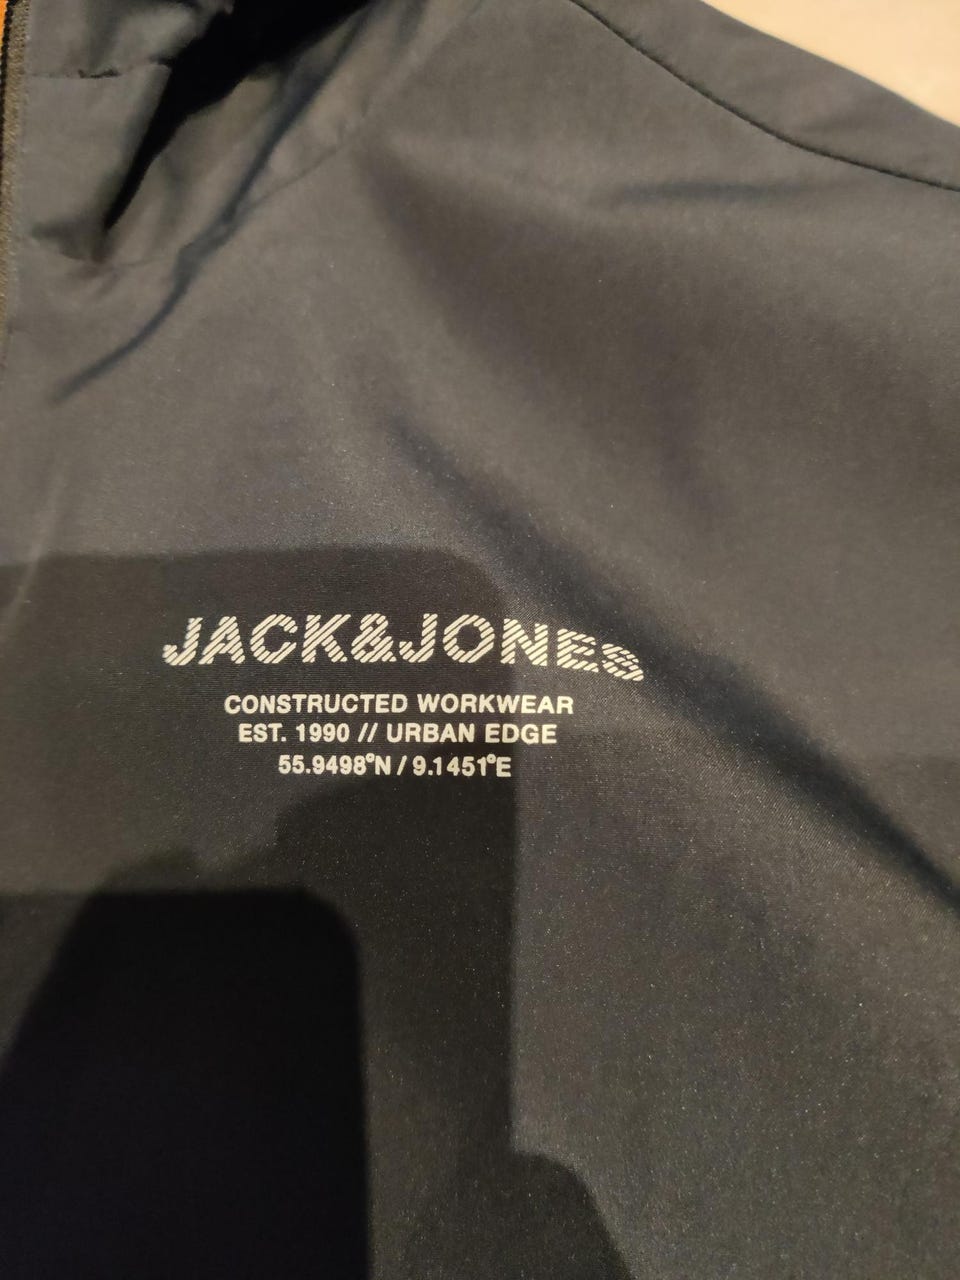 JACK&JONES
CONSTRUCTED WORKWEAR
EST. 1990 // URBAN EDGE
55.9498°N / 9.1451°E